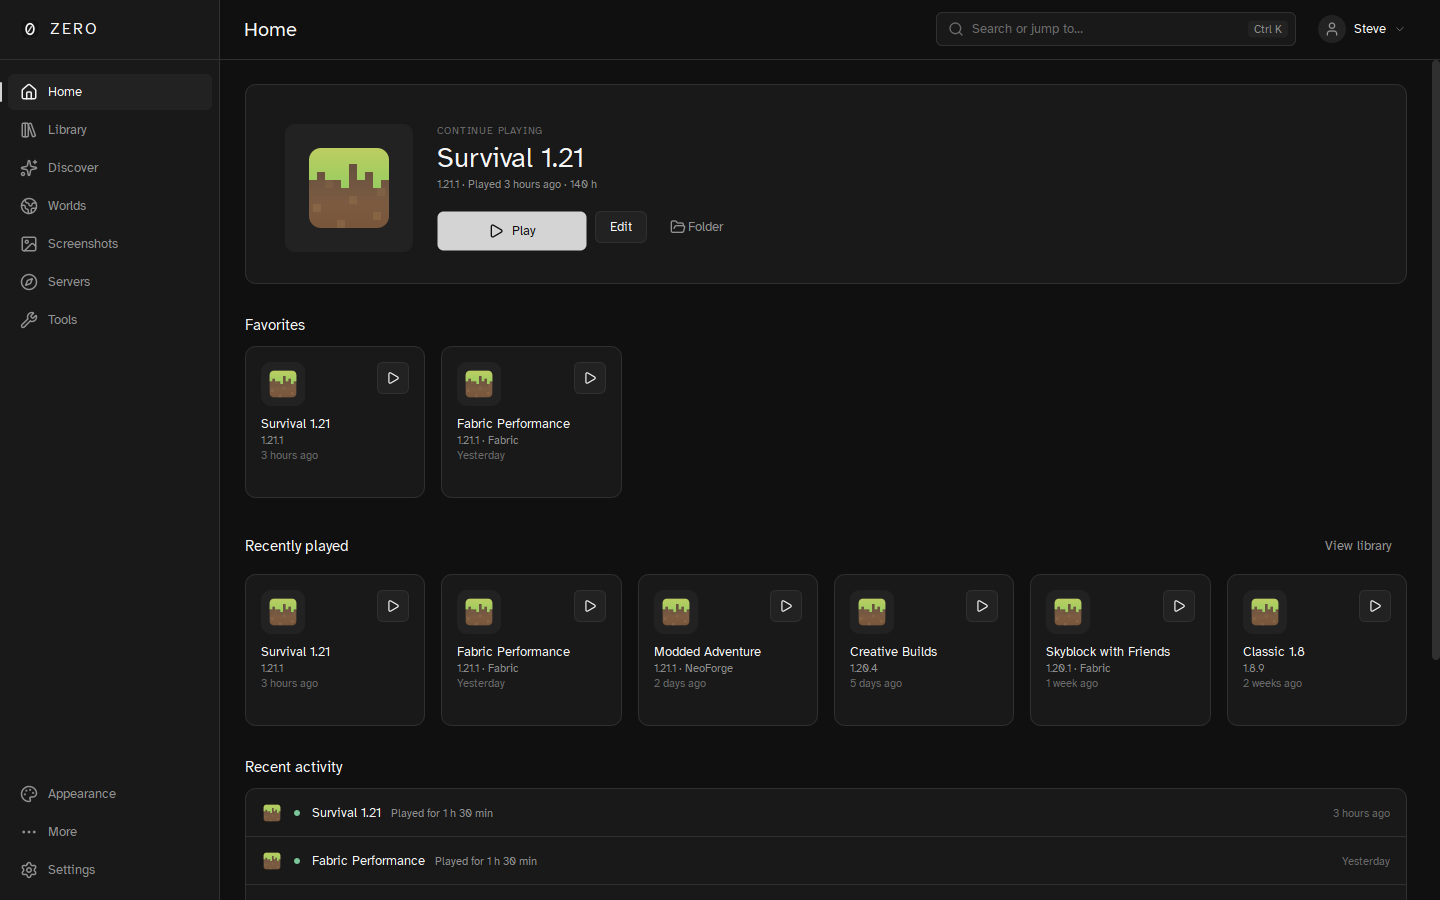 0 ZERO
Home
Search or jump to...
Ctrl K
Steve
Home
Library
Discover
Worlds
Screenshots
Servers
Tools
Appearance
More
Settings
CONTINUE PLAYING
Survival 1.21
1.21.1 · Played 3 hours ago · 140 h
Play
Edit
Folder
Favorites
Survival 1.21
1.21.1
3 hours ago
Fabric Performance
1.21.1 · Fabric
Yesterday
Recently played
View library
Survival 1.21
1.21.1
3 hours ago
Fabric Performance
1.21.1 · Fabric
Yesterday
Modded Adventure
1.21.1 · NeoForge
2 days ago
Creative Builds
1.20.4
5 days ago
Skyblock with Friends
1.20.1 · Fabric
1 week ago
Classic 1.8
1.8.9
2 weeks ago
Recent activity
Survival 1.21 Played for 1 h 30 min 3 hours ago
Fabric Performance Played for 1 h 30 min Yesterday